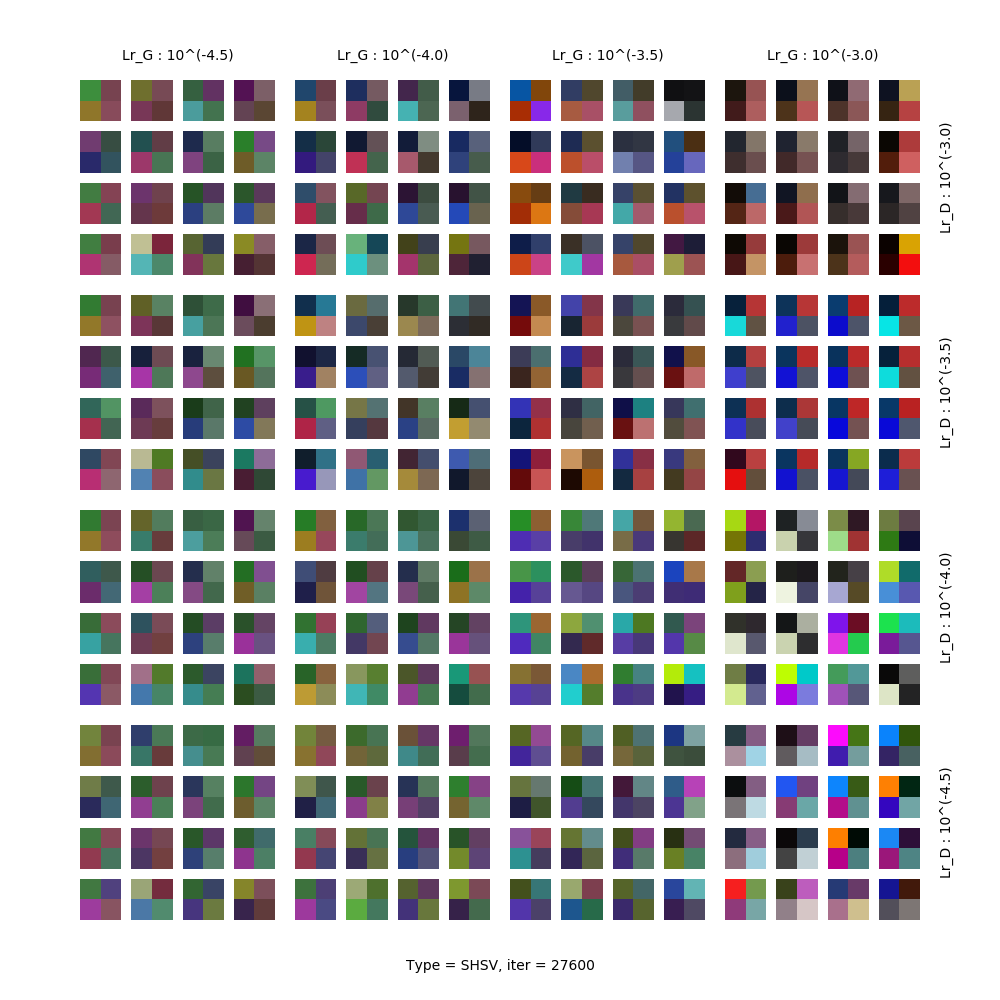 Lr_G : 10^(-4.5)
Lr_G : 10^(-4.0)
Lr_G : 10^(-3.5)
Lr_G : 10^(-3.0)
Lr_D : 10^(-3.0)
Lr_D : 10^(-3.5)
Lr_D : 10^(-4.0)
Lr_D : 10^(-4.5)
Type = SHSV, iter = 27600